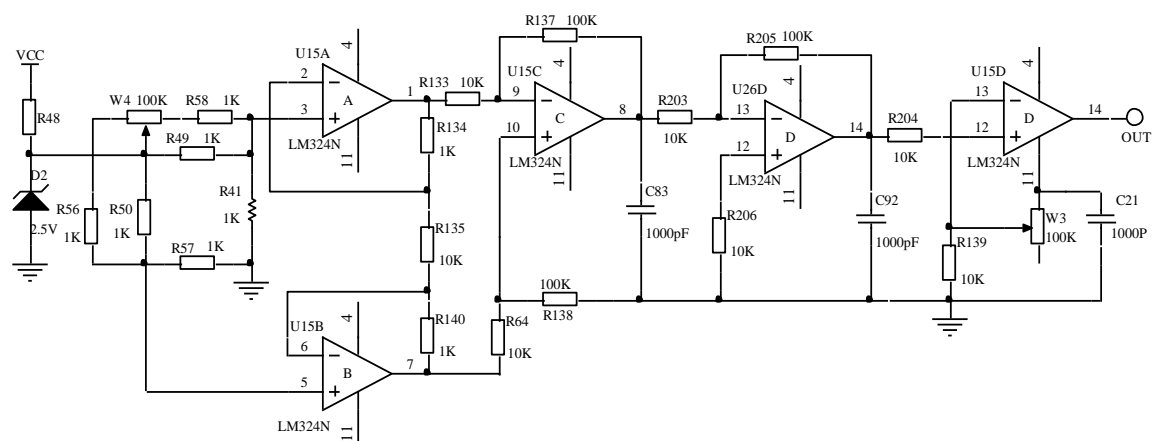 R137 100K
4
U15A
VCC
2
−
A
3
+
1
LM324N
11
R133
10K
W4 100K
R58
1K
R48
R49
1K
D2
2.5V
R56
1K
R50
1K
R41
1K
R57
1K
R134
1K
R135
10K
R140
1K
U15B
4
6
−
B
5
+
7
LM324N
11
U15C
4
9
−
C
10
+
8
LM324N
11
R64
10K
100K
R138
C83
1000pF
R203
10K
R205
100K
U26D
4
13
−
D
12
+
14
LM324N
11
R206
10K
C92
1000pF
R204
10K
U15D
4
13
−
D
12
+
14
LM324N
11
OUT
R139
10K
W3
100K
C21
1000P